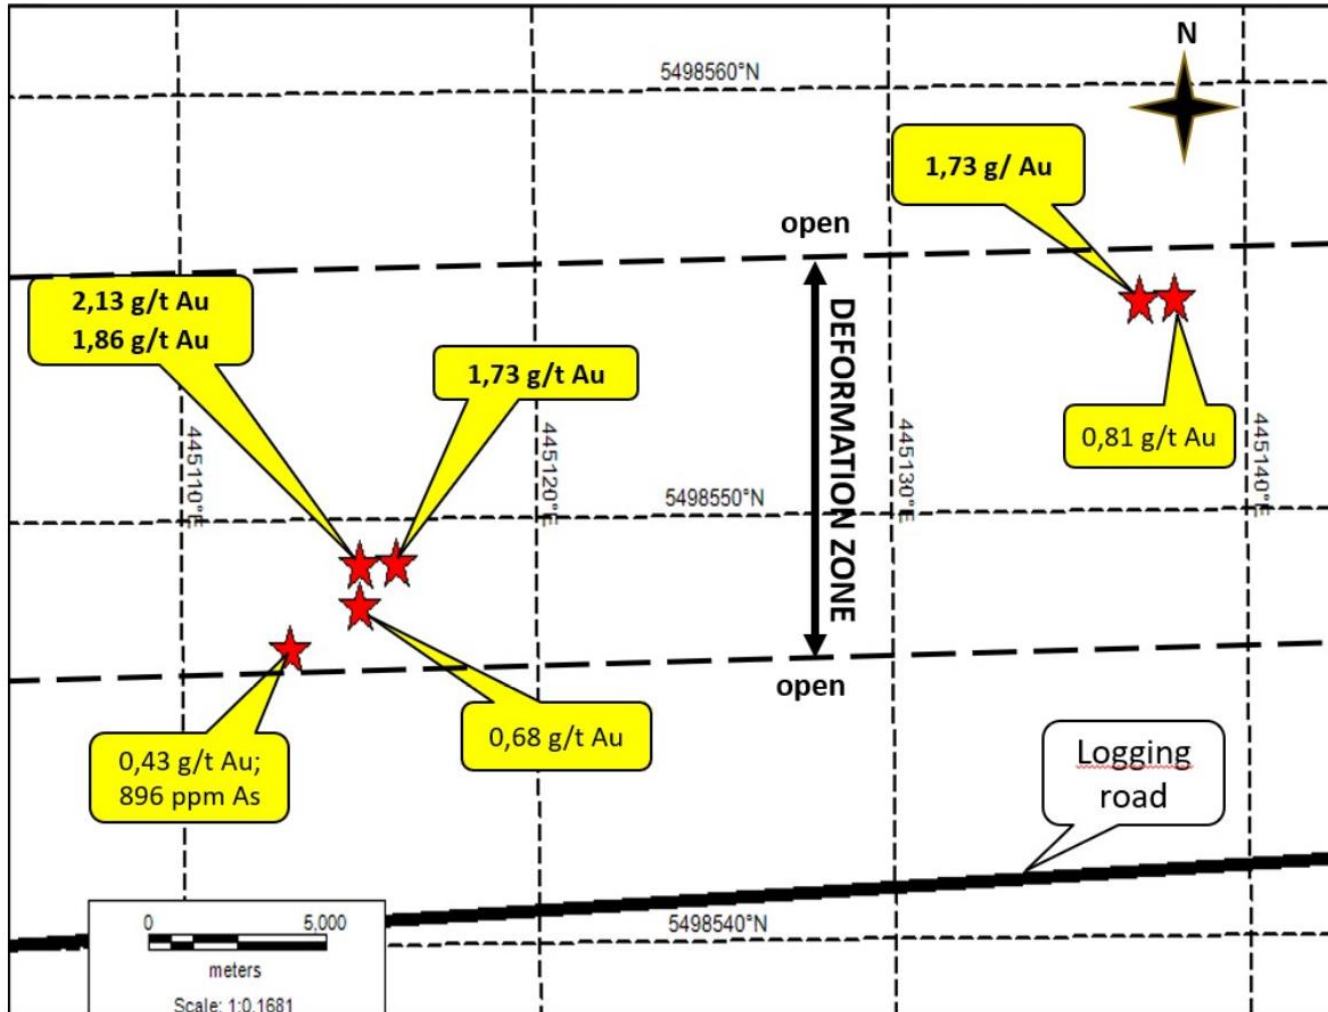 N
5498560°N
1,73 g/ Au
open
2,13 g/t Au
1,86 g/t Au
1,73 g/t Au
DEFORMATION ZONE
0,81 g/t Au
445110°E
445120°E
445130°E
445140°E
5498550°N
open
0,68 g/t Au
0,43 g/t Au;
896 ppm As
Logging
road
5498540°N
0 5,000
meters
Scale: 1:0.1681